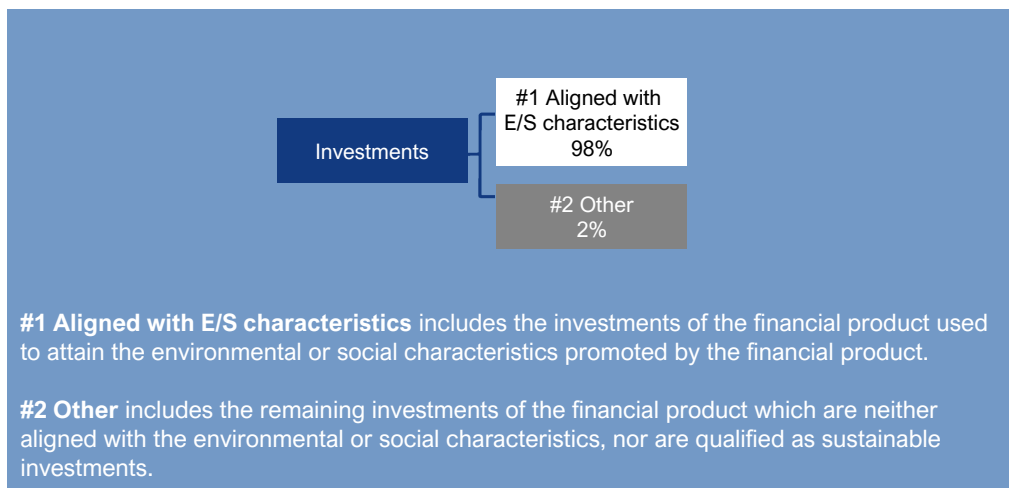 #1 Aligned with
E/S characteristics
98%
Investments
#2 Other
2%
#1 Aligned with E/S characteristics includes the investments of the financial product used
to attain the environmental or social characteristics promoted by the financial product.
#2 Other includes the remaining investments of the financial product which are neither
aligned with the environmental or social characteristics, nor are qualified as sustainable
investments.